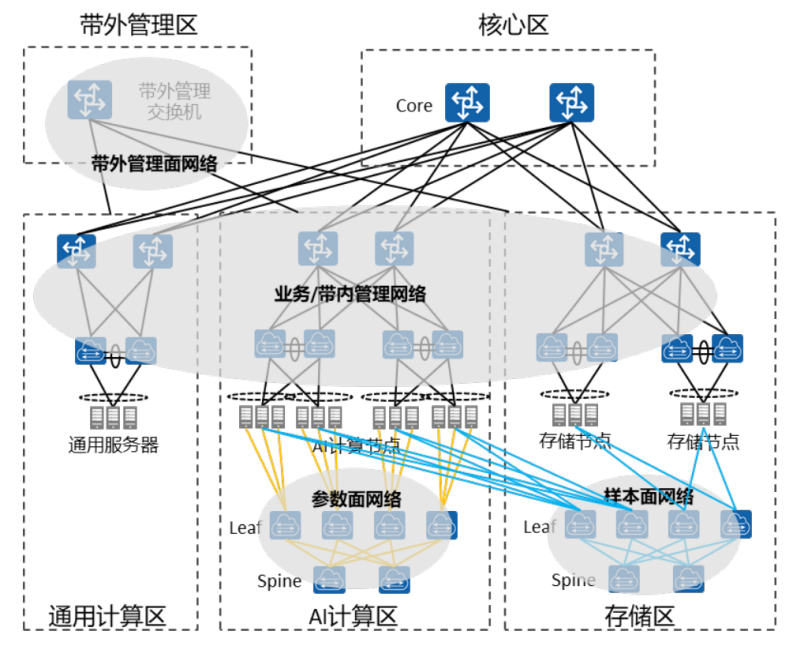 带外管理区
核心区
带外管理
交换机
Core
带外管理面网络
业务/带内管理网络
通用服务器
AI计算节点
存储节点
存储节点
参数面网络
样本面网络
Leaf
Leaf
Spine
Spine
通用计算区
AI计算区
存储区